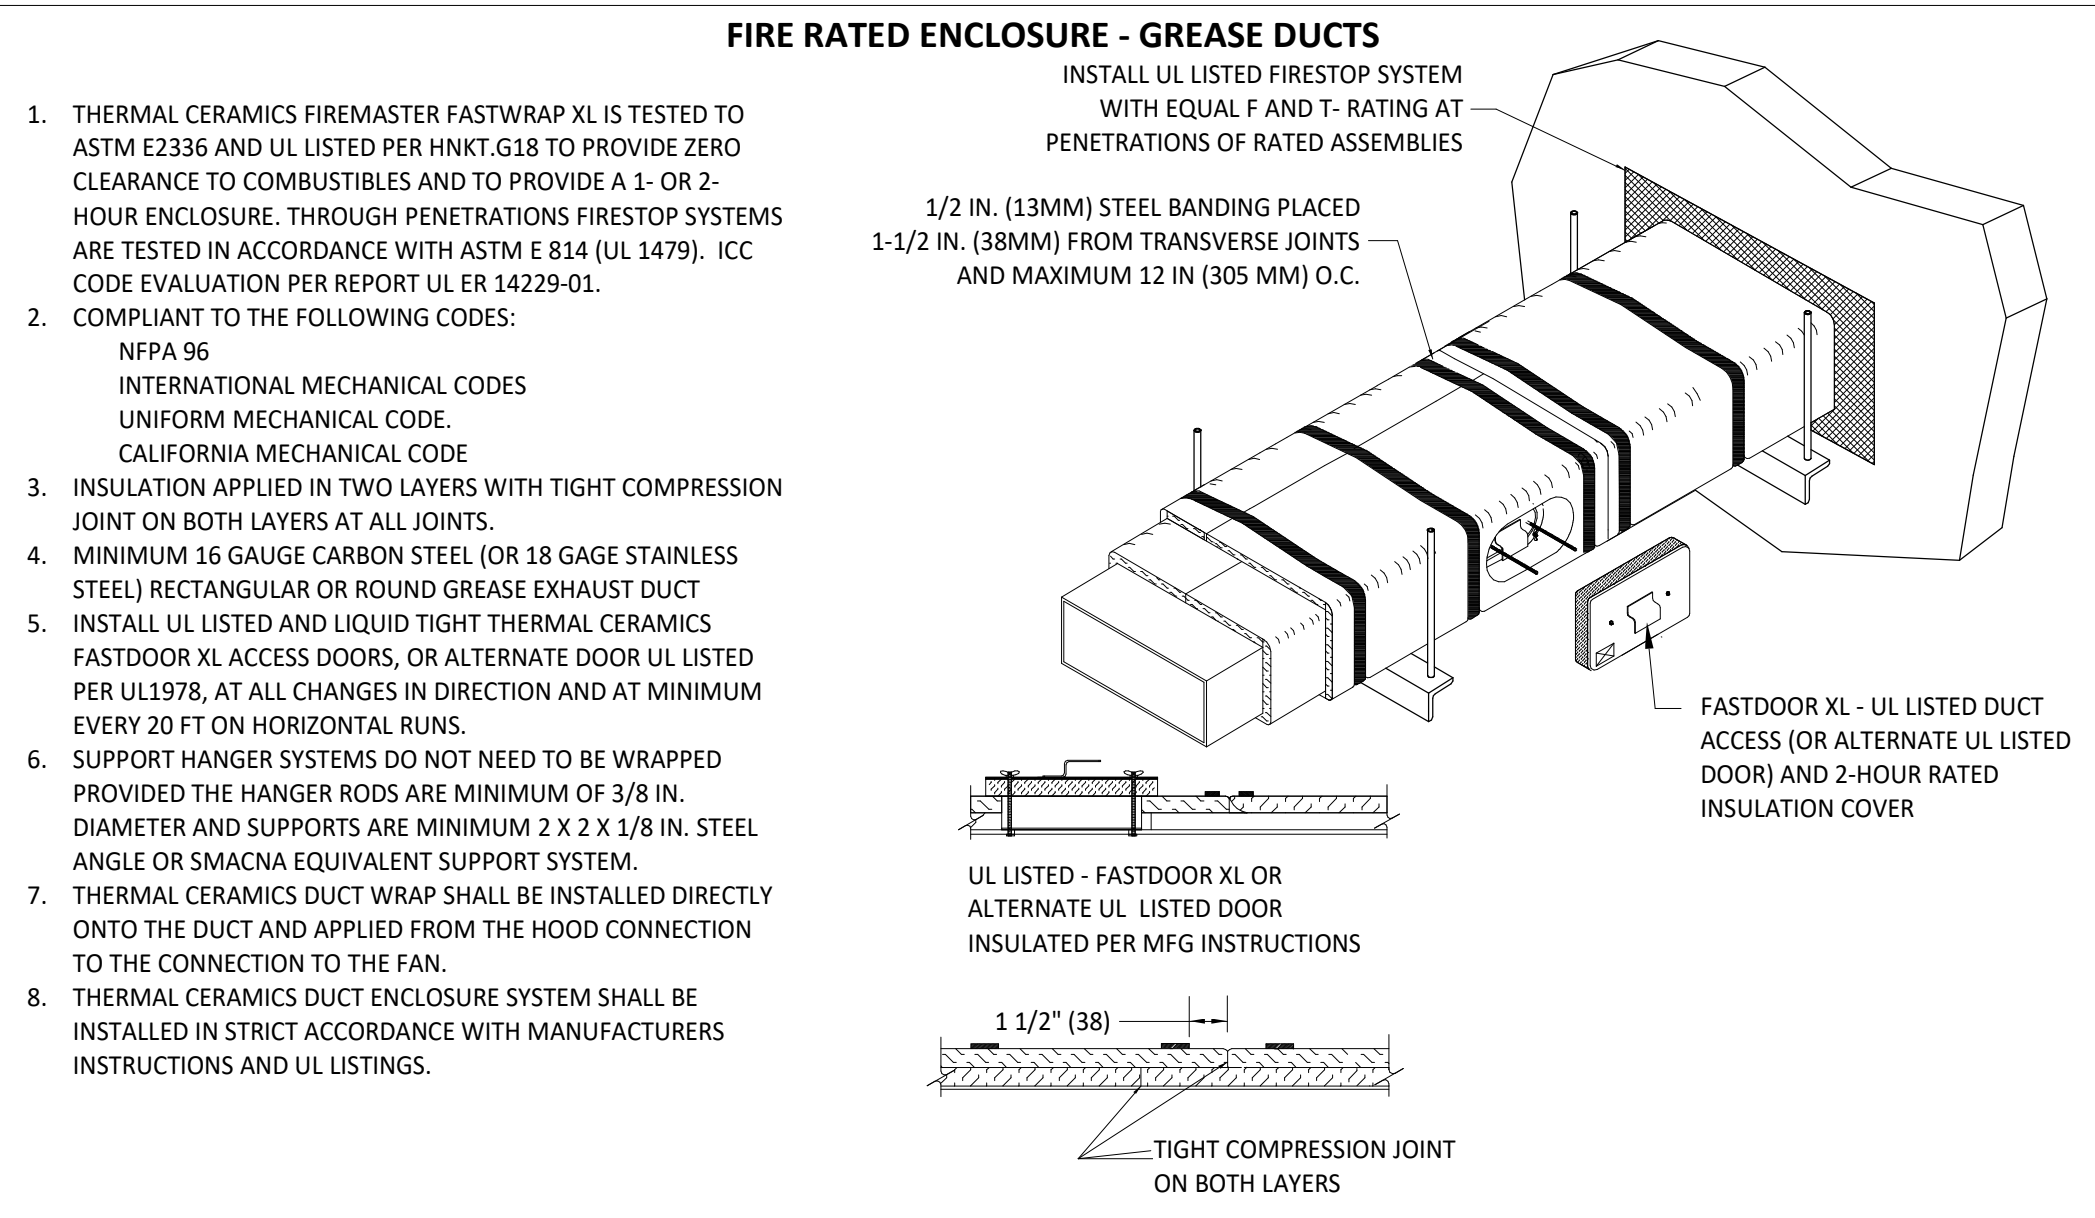 FIRE RATED ENCLOSURE - GREASE DUCTS
1. THERMAL CERAMICS FIREMASTER FASTWRAP XL IS TESTED TO
ASTM E2336 AND UL LISTED PER HNKT.G18 TO PROVIDE ZERO
CLEARANCE TO COMBUSTIBLES AND TO PROVIDE A 1- OR 2-
HOUR ENCLOSURE. THROUGH PENETRATIONS FIRESTOP SYSTEMS
ARE TESTED IN ACCORDANCE WITH ASTM E 814 (UL 1479).  ICC
CODE EVALUATION PER REPORT UL ER 14229-01.
2. COMPLIANT TO THE FOLLOWING CODES:
NFPA 96
INTERNATIONAL MECHANICAL CODES
UNIFORM MECHANICAL CODE.
CALIFORNIA MECHANICAL CODE
3. INSULATION APPLIED IN TWO LAYERS WITH TIGHT COMPRESSION
JOINT ON BOTH LAYERS AT ALL JOINTS.
4. MINIMUM 16 GAUGE CARBON STEEL (OR 18 GAGE STAINLESS
STEEL) RECTANGULAR OR ROUND GREASE EXHAUST DUCT
5. INSTALL UL LISTED AND LIQUID TIGHT THERMAL CERAMICS
FASTDOOR XL ACCESS DOORS, OR ALTERNATE DOOR UL LISTED
PER UL1978, AT ALL CHANGES IN DIRECTION AND AT MINIMUM
EVERY 20 FT ON HORIZONTAL RUNS.
6. SUPPORT HANGER SYSTEMS DO NOT NEED TO BE WRAPPED
PROVIDED THE HANGER RODS ARE MINIMUM OF 3/8 IN.
DIAMETER AND SUPPORTS ARE MINIMUM 2 X 2 X 1/8 IN. STEEL
ANGLE OR SMACNA EQUIVALENT SUPPORT SYSTEM.
7. THERMAL CERAMICS DUCT WRAP SHALL BE INSTALLED DIRECTLY
ONTO THE DUCT AND APPLIED FROM THE HOOD CONNECTION
TO THE CONNECTION TO THE FAN.
8. THERMAL CERAMICS DUCT ENCLOSURE SYSTEM SHALL BE
INSTALLED IN STRICT ACCORDANCE WITH MANUFACTURERS
INSTRUCTIONS AND UL LISTINGS.
INSTALL UL LISTED FIRESTOP SYSTEM
WITH EQUAL F AND T- RATING AT
PENETRATIONS OF RATED ASSEMBLIES
1/2 IN. (13MM) STEEL BANDING PLACED
1-1/2 IN. (38MM) FROM TRANSVERSE JOINTS
AND MAXIMUM 12 IN (305 MM) O.C.
FASTDOOR XL - UL LISTED DUCT
ACCESS (OR ALTERNATE UL LISTED
DOOR) AND 2-HOUR RATED
INSULATION COVER
UL LISTED - FASTDOOR XL OR
ALTERNATE UL  LISTED DOOR
INSULATED PER MFG INSTRUCTIONS
1 1/2" (38)
TIGHT COMPRESSION JOINT
ON BOTH LAYERS